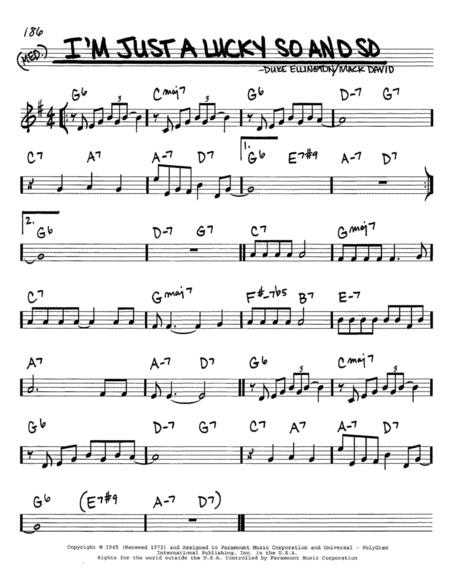 186
(MED.) I'M JUST A LUCKY SO AND SO
-DUKE ELLINGTON/MACK DAVID
G6 Cmaj7 G6 D-7 G7
C7 A7 A-7 D7 1. G6 E7#9 A-7 D7
2. G6 D-7 G7 C7 Gmaj7
C7 Gmaj7 F#-7b5 B7 E-7
A7 A-7 D7 G6 Cmaj7
G6 D-7 G7 C7 A7 A-7 D7
G6 (E7#9 A-7 D7)
Copyright © 1945 (Renewed 1973) and Assigned to Paramount Music Corporation and Universal - PolyGram
International Publishing, Inc. in the U.S.A.
Rights for the world outside the U.S.A. Controlled by Paramount Music Corporation